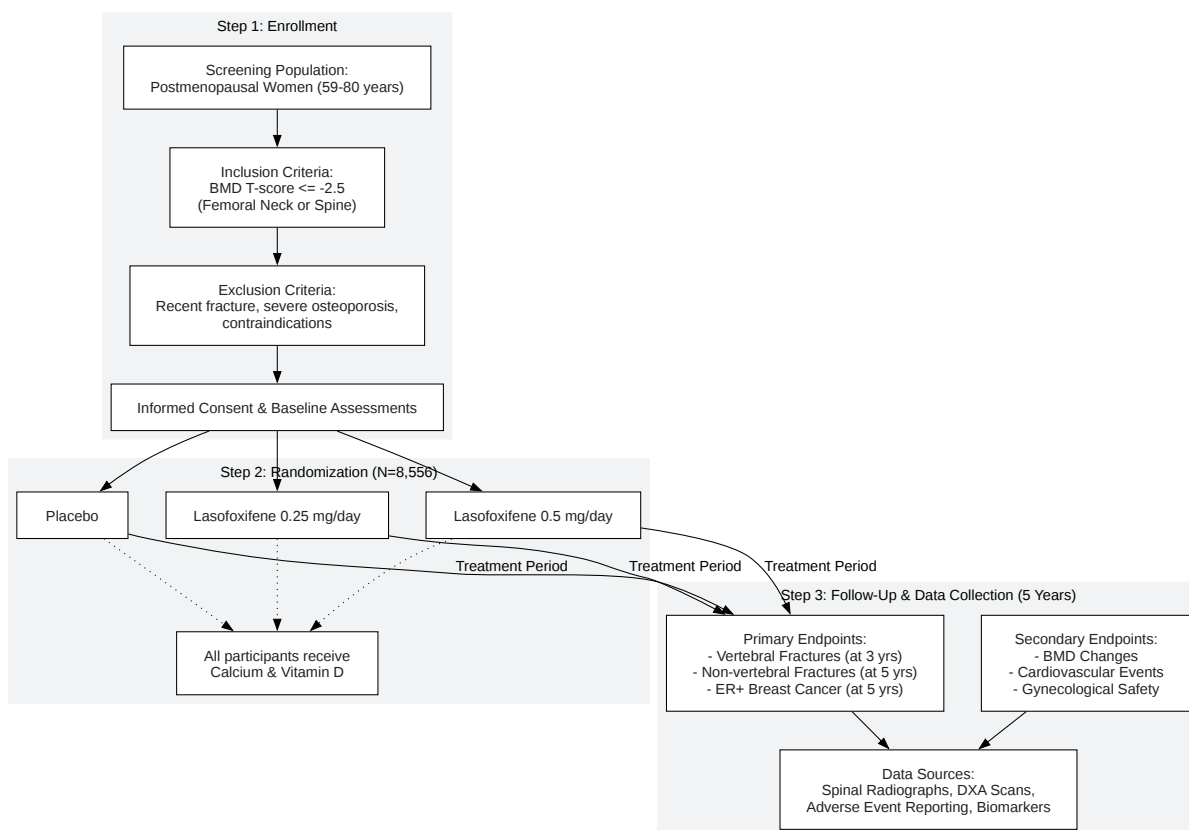 Step 1: Enrollment
Screening Population:
Postmenopausal Women (59-80 years)
Inclusion Criteria:
BMD T-score <= -2.5
(Femoral Neck or Spine)
Exclusion Criteria:
Recent fracture, severe osteoporosis,
contraindications
Informed Consent & Baseline Assessments
Step 2: Randomization (N=8,556)
Placebo
Lasofoxifene 0.25 mg/day
Lasofoxifene 0.5 mg/day
Treatment Period
Treatment Period
Treatment Period
All participants receive
Calcium & Vitamin D
Step 3: Follow-Up & Data Collection (5 Years)
Primary Endpoints:
- Vertebral Fractures (at 3 yrs)
- Non-vertebral Fractures (at 5 yrs)
- ER+ Breast Cancer (at 5 yrs)
Secondary Endpoints:
- BMD Changes
- Cardiovascular Events
- Gynecological Safety
Data Sources:
Spinal Radiographs, DXA Scans,
Adverse Event Reporting, Biomarkers